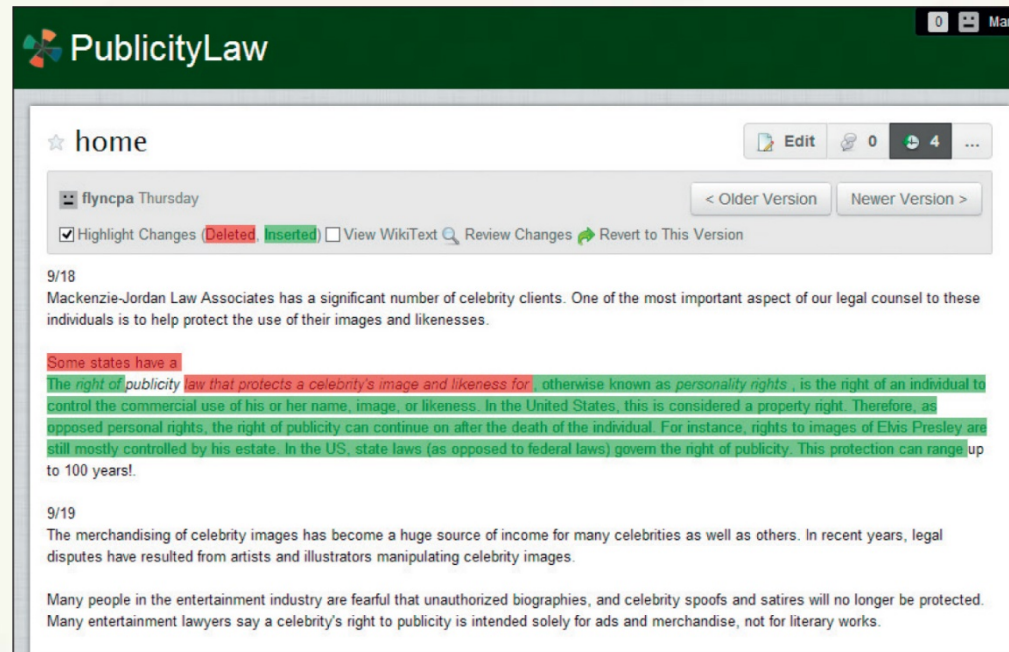 0 Mar
PublicityLaw
home
Edit 0 4 ...
flyncpa Thursday
< Older Version Newer Version >
Highlight Changes (Deleted, Inserted) View WikiText Review Changes Revert to This Version
9/18
Mackenzie-Jordan Law Associates has a significant number of celebrity clients. One of the most important aspect of our legal counsel to these
individuals is to help protect the use of their images and likenesses.
Some states have a
The right of publicity law that protects a celebrity's image and likeness for , otherwise known as personality rights , is the right of an individual to
control the commercial use of his or her name, image, or likeness. In the United States, this is considered a property right. Therefore, as
opposed personal rights, the right of publicity can continue on after the death of the individual. For instance, rights to images of Elvis Presley are
still mostly controlled by his estate. In the US, state laws (as opposed to federal laws) govern the right of publicity. This protection can range up
to 100 years!.
9/19
The merchandising of celebrity images has become a huge source of income for many celebrities as well as others. In recent years, legal
disputes have resulted from artists and illustrators manipulating celebrity images.
Many people in the entertainment industry are fearful that unauthorized biographies, and celebrity spoofs and satires will no longer be protected.
Many entertainment lawyers say a celebrity's right to publicity is intended solely for ads and merchandise, not for literary works.